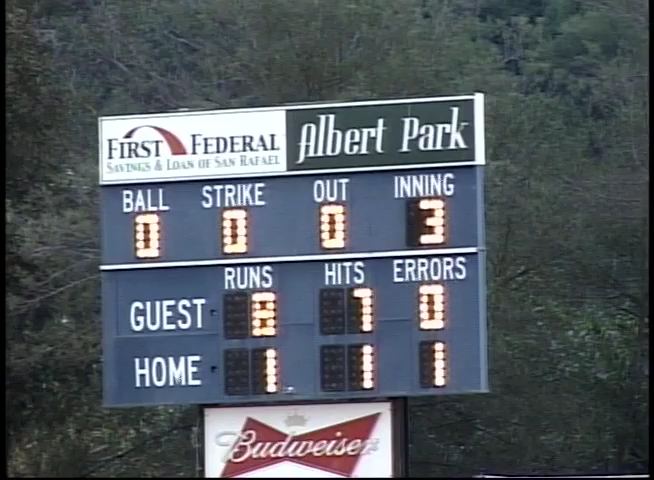 FIRST FEDERAL
SAVINGS & LOAN OF SAN RAFAEL
Albert Park
BALL STRIKE OUT INNING
0 0 0 3
RUNS HITS ERRORS
GUEST 8 7 0
HOME 1 1 1
Budweiser